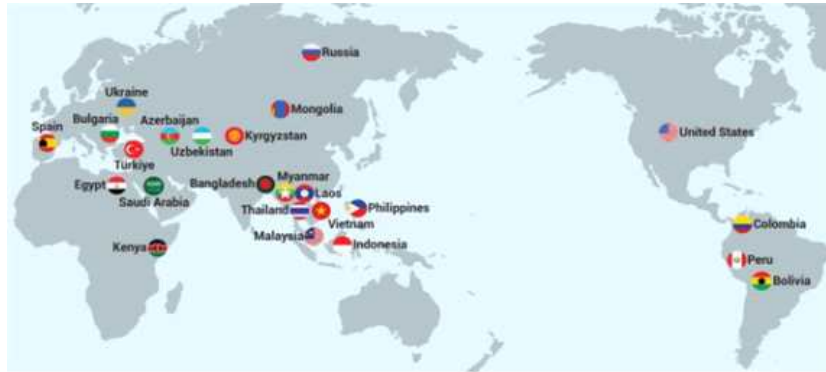 Russia
Ukraine
Mongolia
Bulgaria
Azerbaijan
Spain
Kyrgyzstan
United States
Uzbekistan
Türkiye
Myanmar
Egypt
Bangladesh
Laos
Saudi Arabia
Thailand
Philippines
Vietnam
Colombia
Malaysia
Indonesia
Kenya
Peru
Bolivia